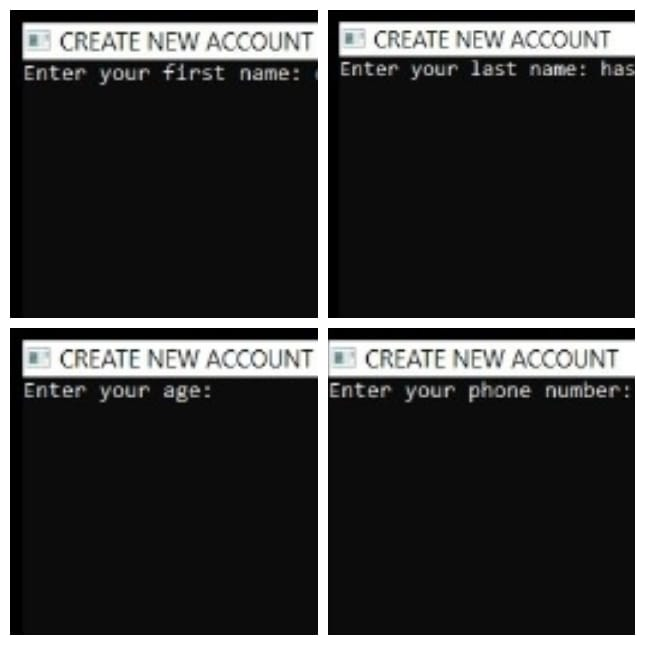 CREATE NEW ACCOUNT
Enter your first name:
CREATE NEW ACCOUNT
Enter your last name: has
CREATE NEW ACCOUNT
Enter your age:
CREATE NEW ACCOUNT
Enter your phone number: